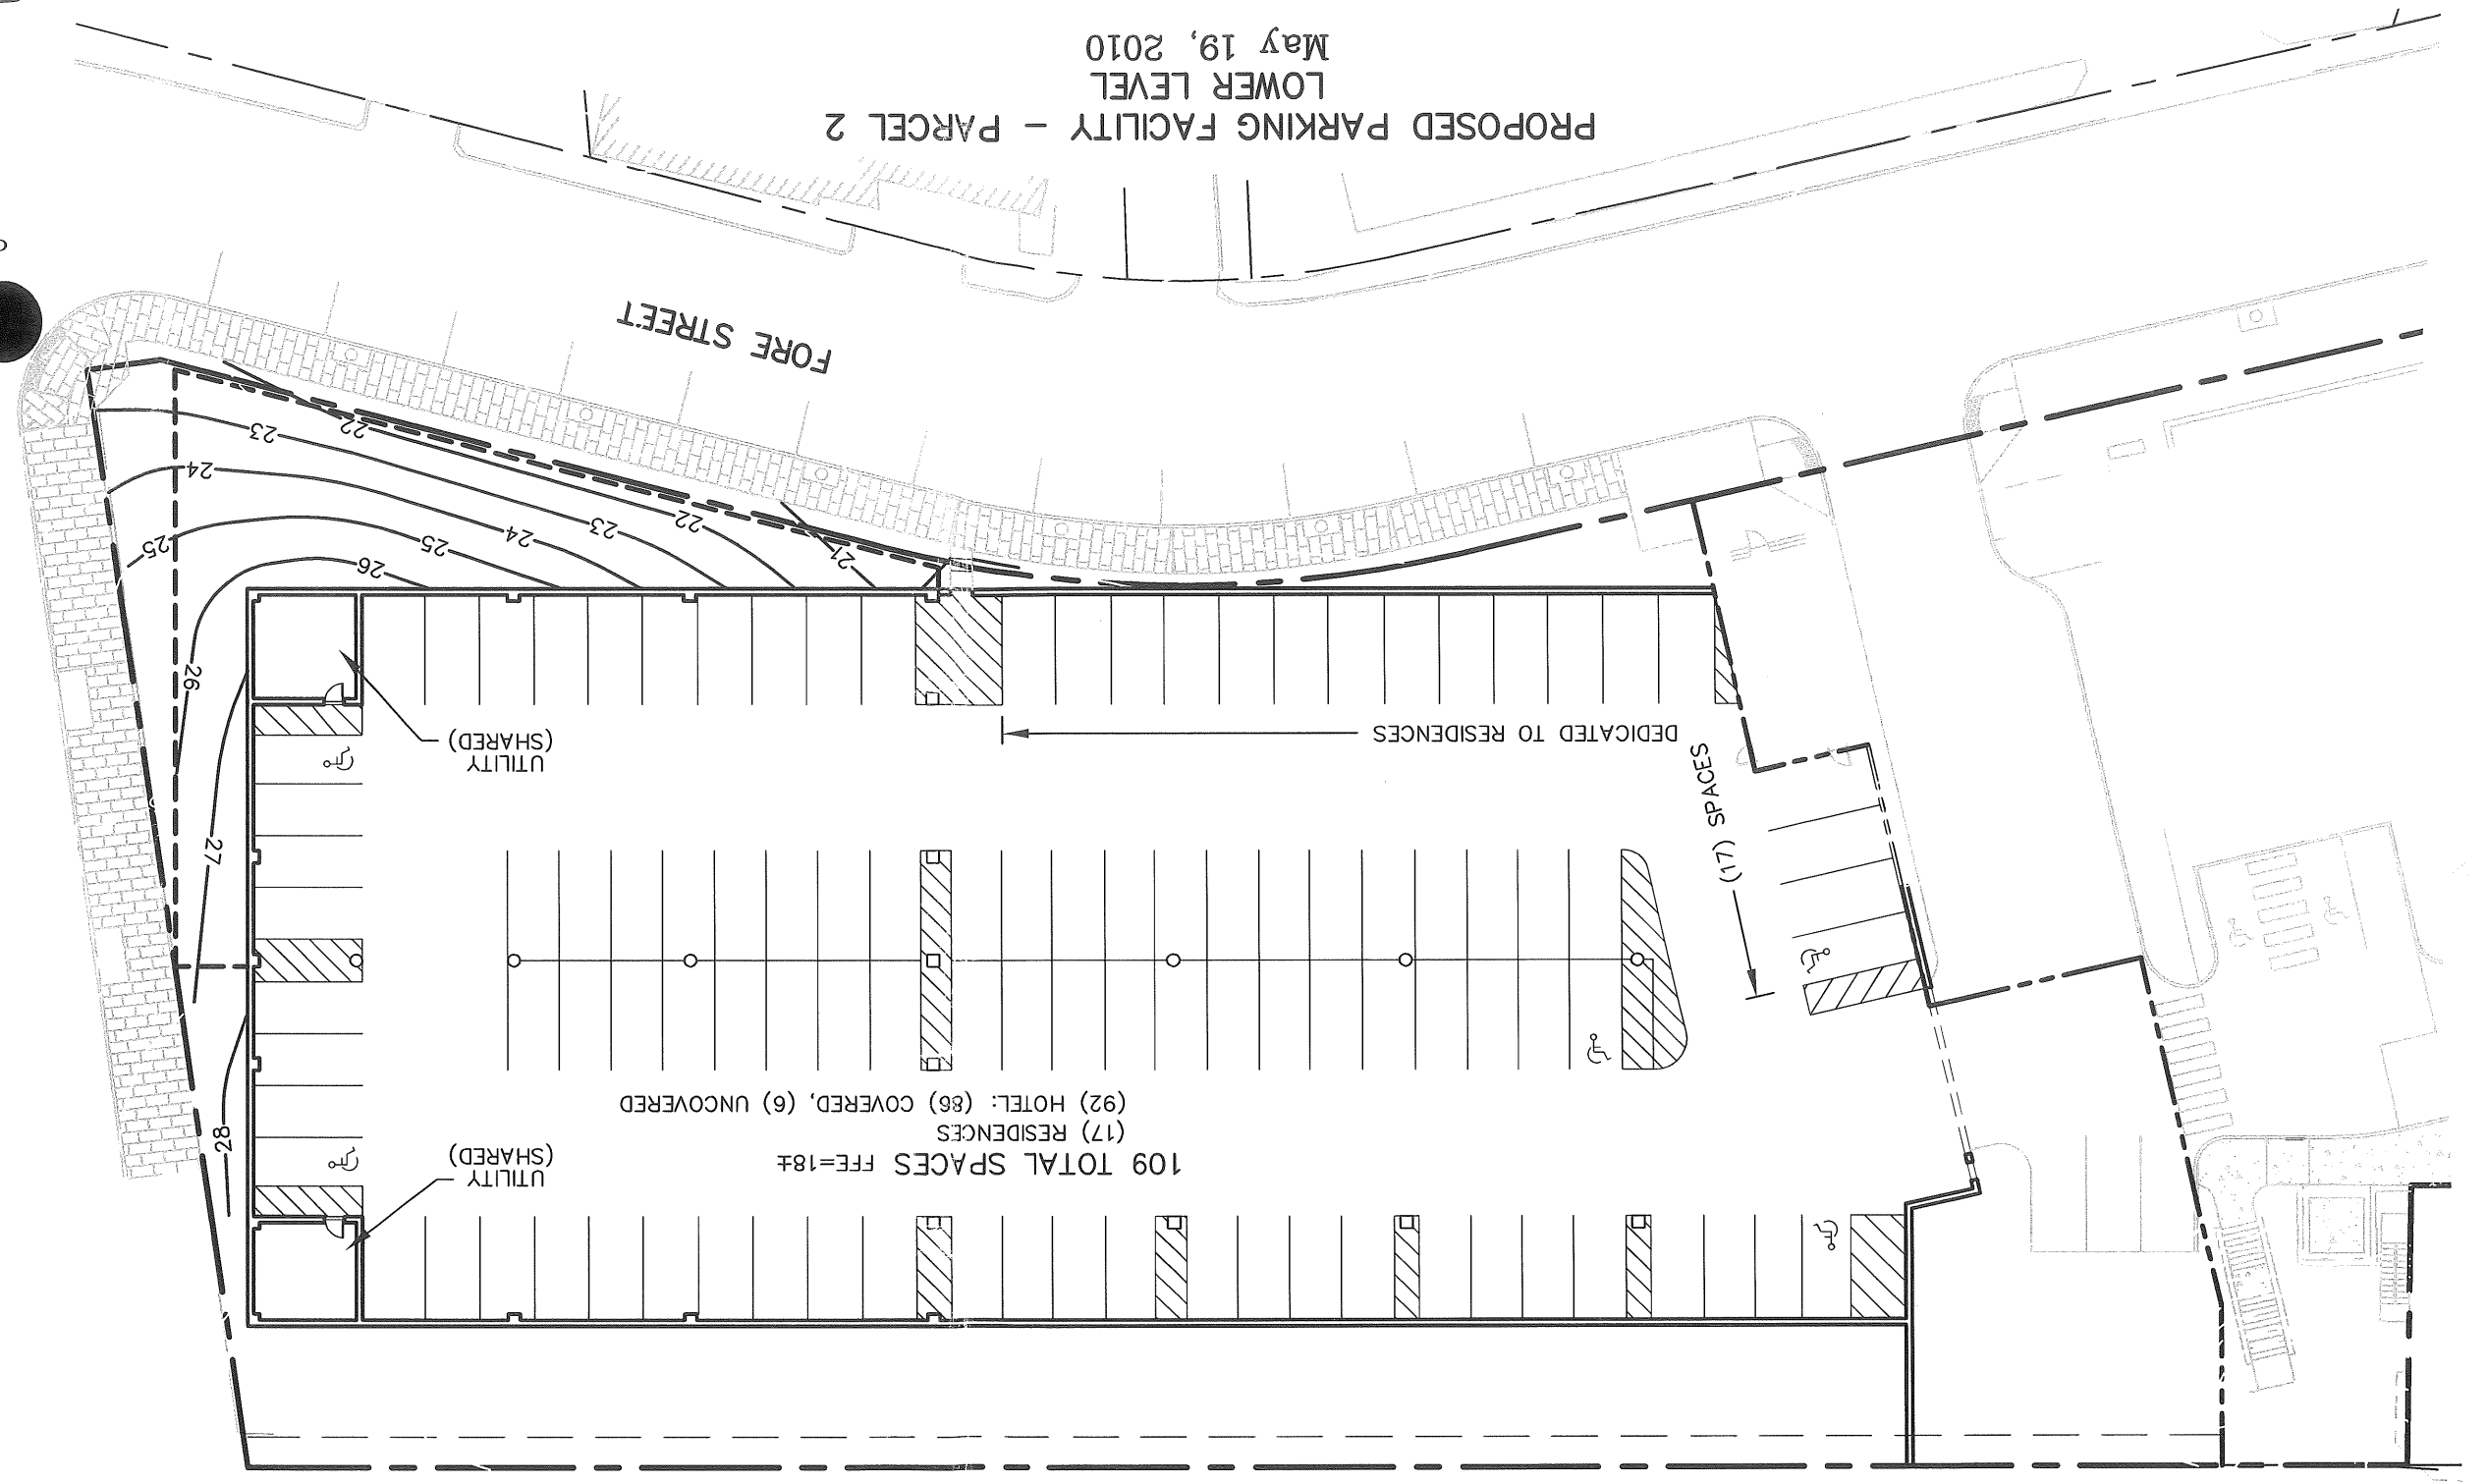 UTILITY
(SHARED)
109 TOTAL SPACES FFE=18±
(17) RESIDENCES
(92) HOTEL: (86) COVERED, (6) UNCOVERED
28
27
26
(17) SPACES
DEDICATED TO RESIDENCES
UTILITY
(SHARED)
26
25
25
24
24
23
23
22
22
21
FORE STREET
PROPOSED PARKING FACILITY - PARCEL 2
LOWER LEVEL
May 19, 2010